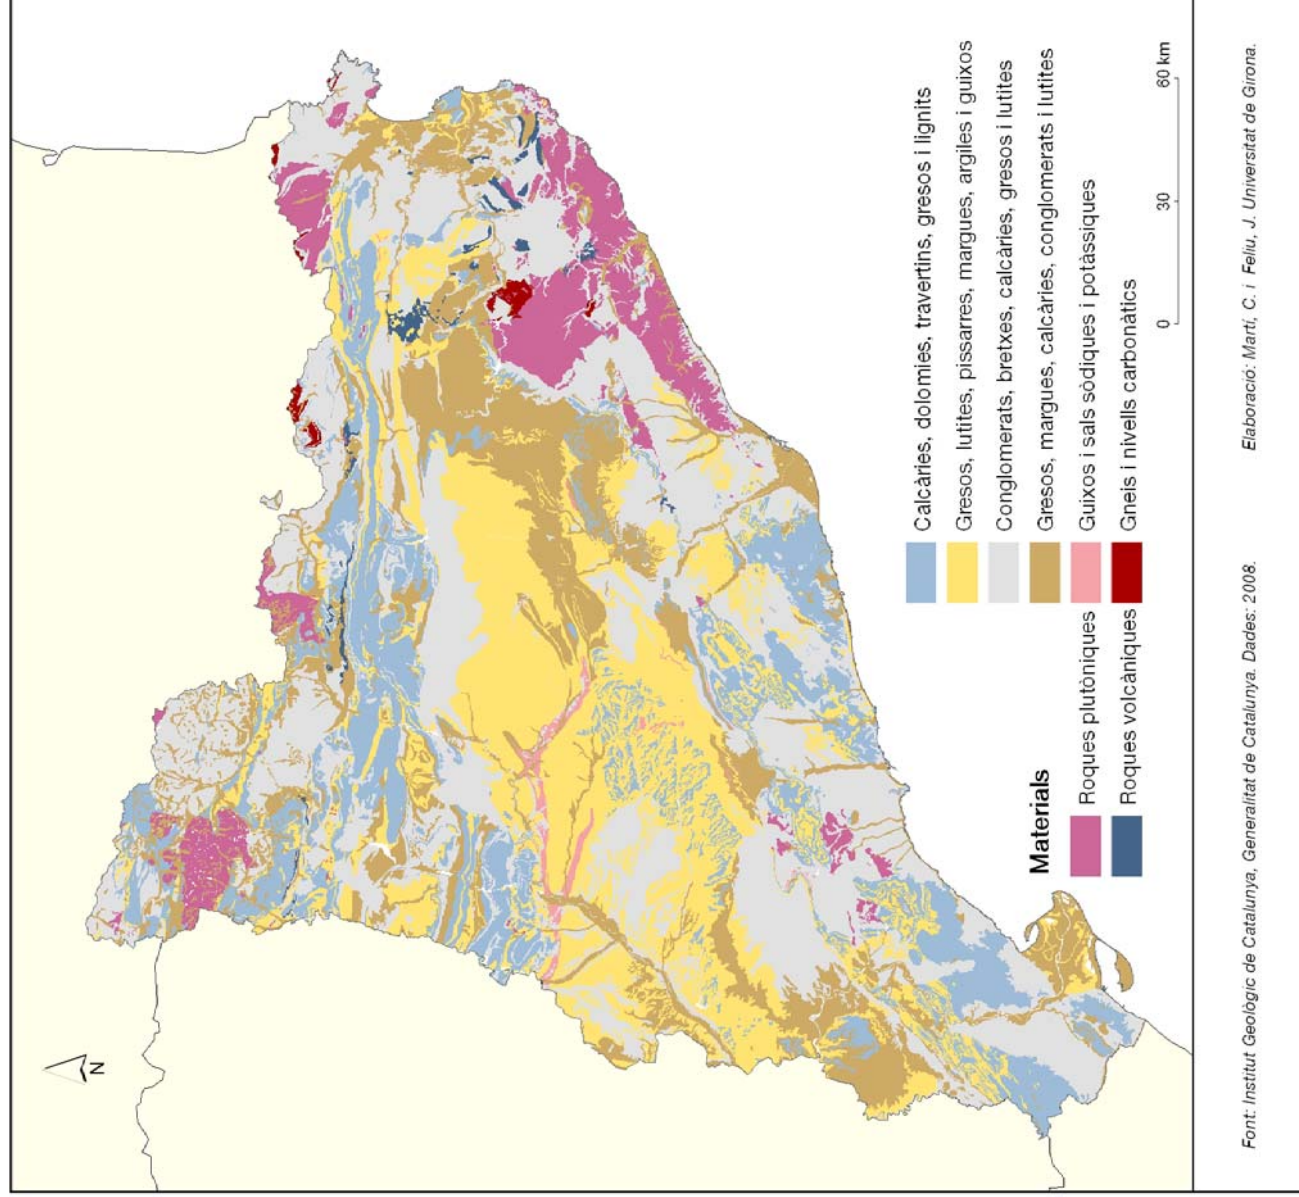 N
Materials
Roques plutòniques
Roques volcàniques
Calcàries, dolomies, travertins, gresos i lignits
Gresos, lutites, pissarres, margues, argiles i guixos
Conglomerats, bretxes, calcàries, gresos i lutites
Gresos, margues, calcàries, conglomerats i lutites
Guixos i sals sòdiques i potàssiques
Gneis i nivells carbonàtics
0 30 60 km
Font: Institut Geològic de Catalunya, Generalitat de Catalunya. Dades: 2008.
Elaboració: Martí, C. i Feliu, J. Universitat de Girona.